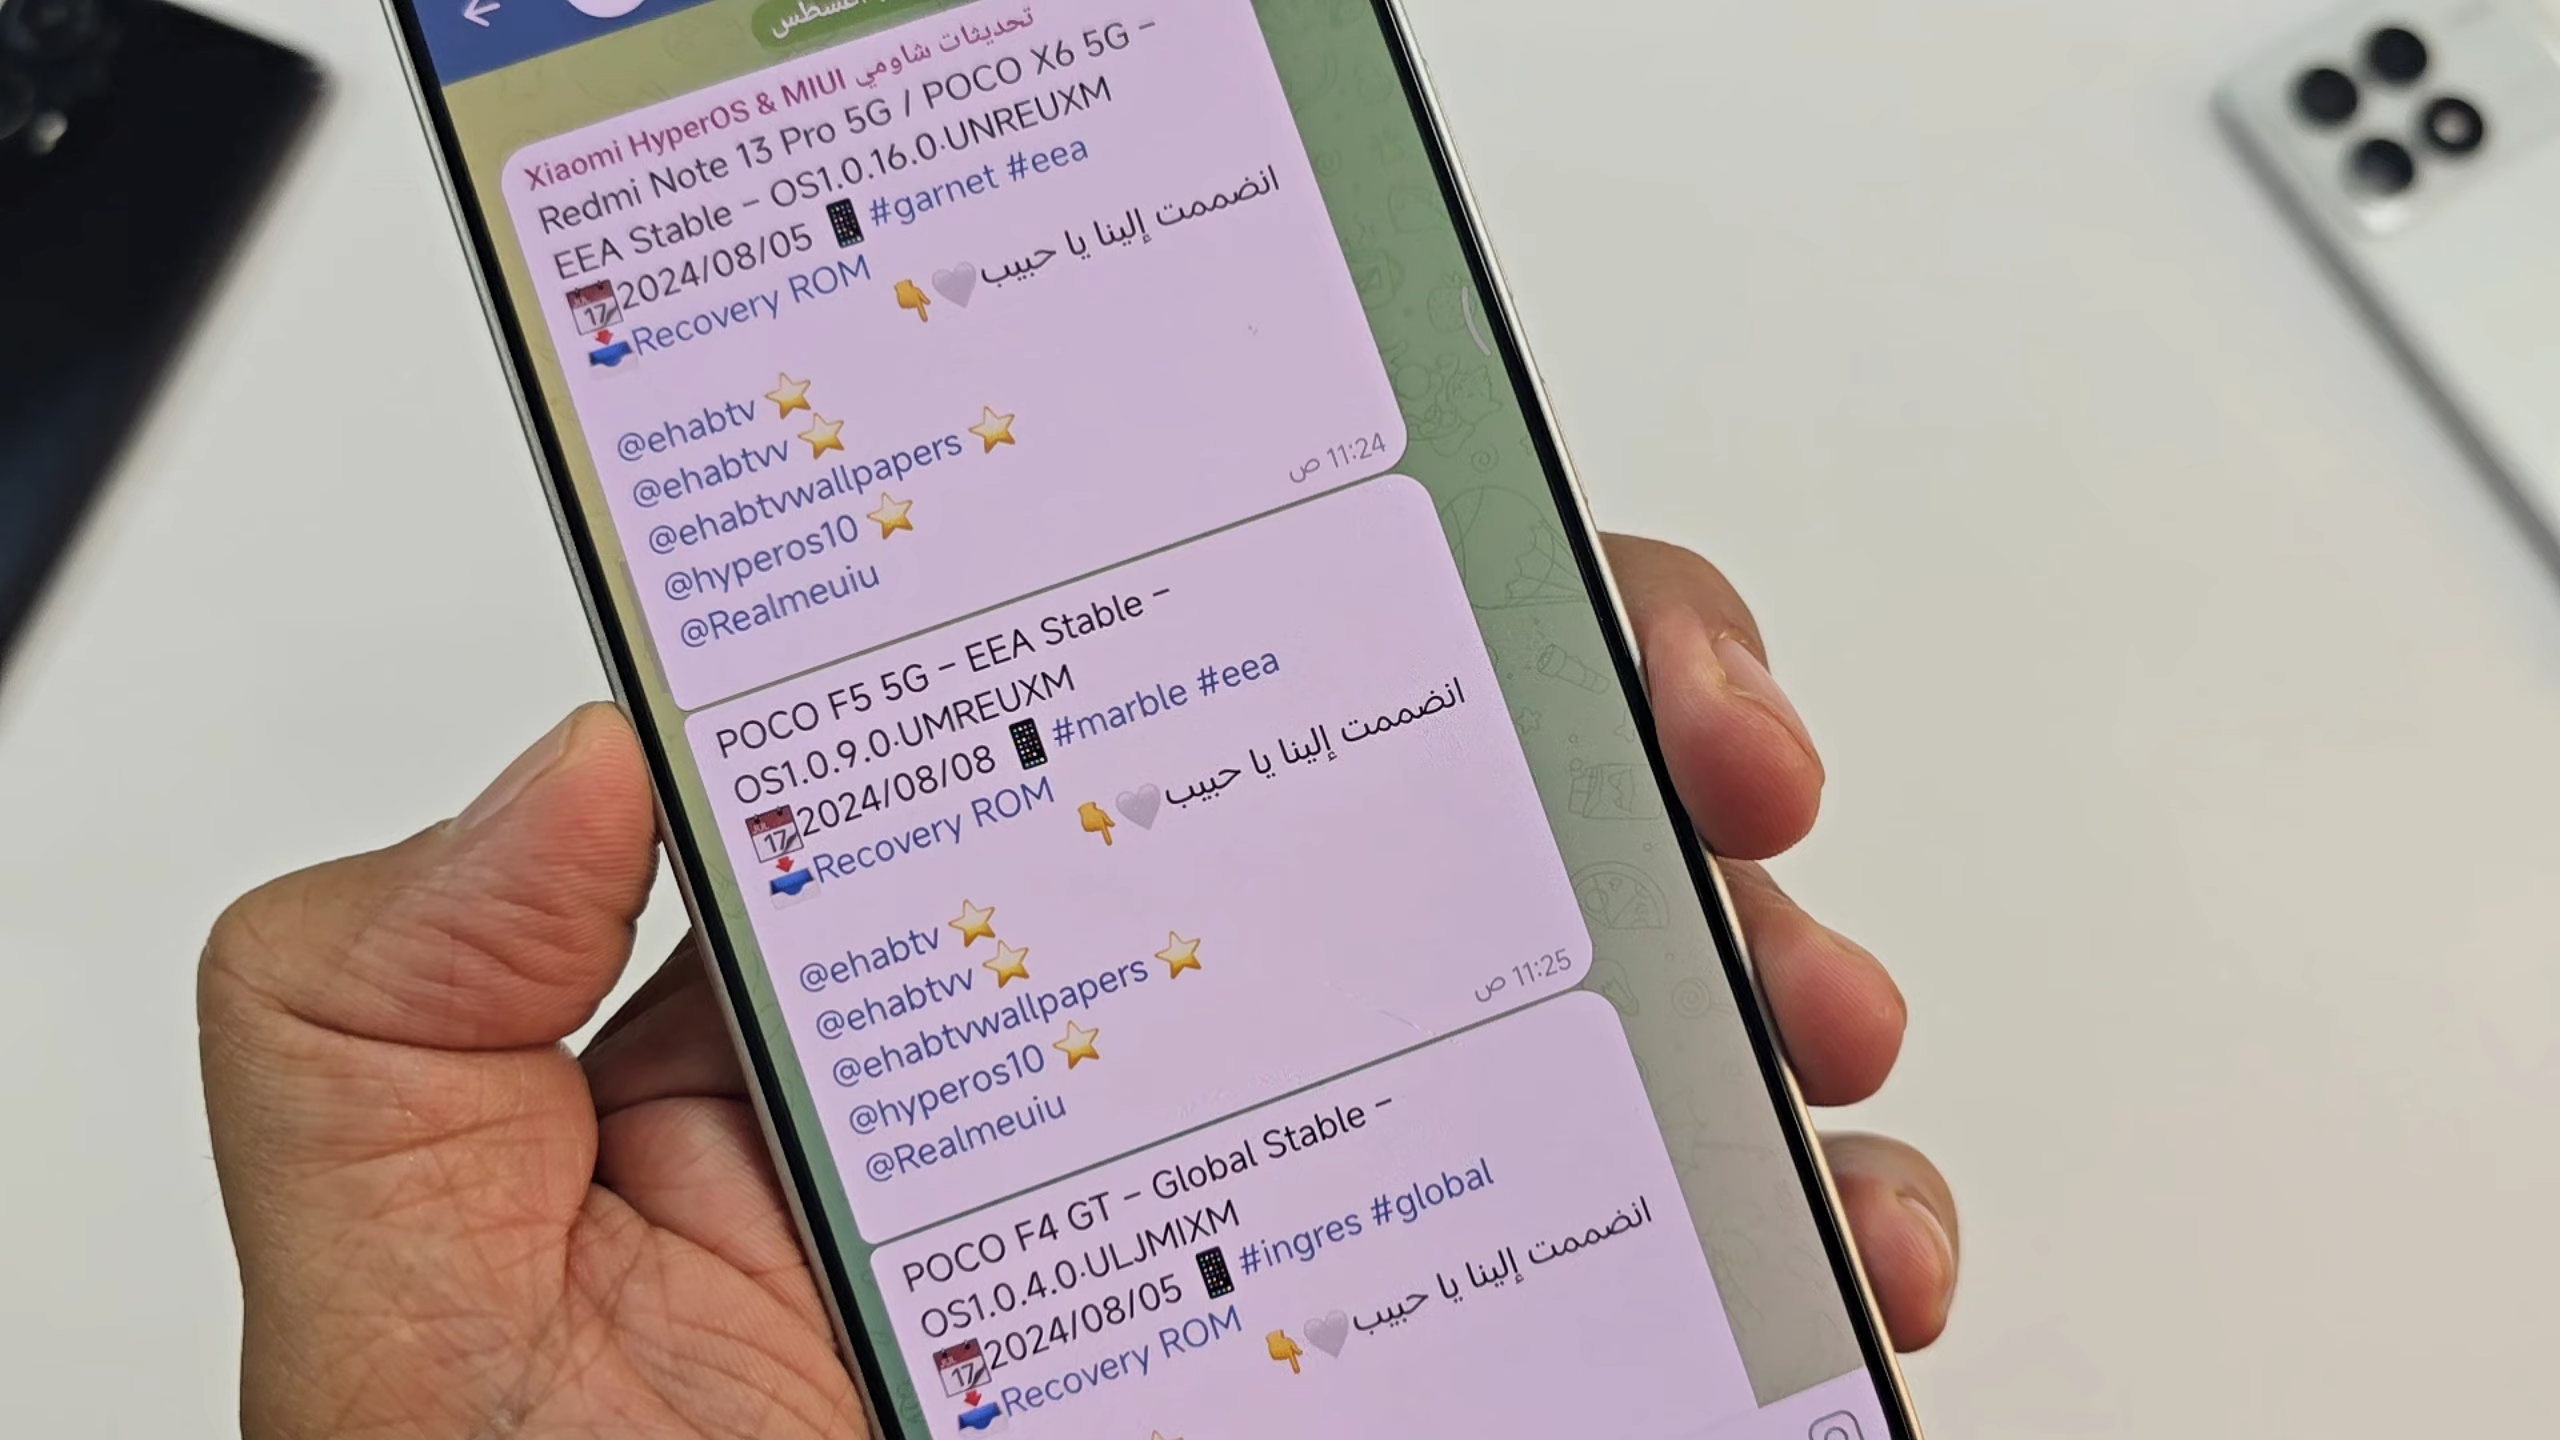 أغسطس
Xiaomi HyperOS & MIUI تحديثات شاومي
Redmi Note 13 Pro 5G / POCO X6 5G –
EEA Stable – OS1.0.16.0.UNREUXM
📅2024/08/05 📱#garnet #eea
📥Recovery ROM
انضممت إلينا يا حبيب🤍👇
@ehabtv ⭐
@ehabtvv ⭐
@ehabtvwallpapers ⭐
@hyperos10 ⭐
@Realmeuiu
11:24 ص
POCO F5 5G – EEA Stable –
OS1.0.9.0.UMREUXM
📅2024/08/08 📱#marble #eea
📥Recovery ROM
انضممت إلينا يا حبيب🤍👇
@ehabtv ⭐
@ehabtvv ⭐
@ehabtvwallpapers ⭐
@hyperos10 ⭐
@Realmeuiu
11:25 ص
POCO F4 GT – Global Stable –
OS1.0.4.0.ULJMIXM
📅2024/08/05 📱#ingres #global
📥Recovery ROM
انضممت إلينا يا حبيب🤍👇